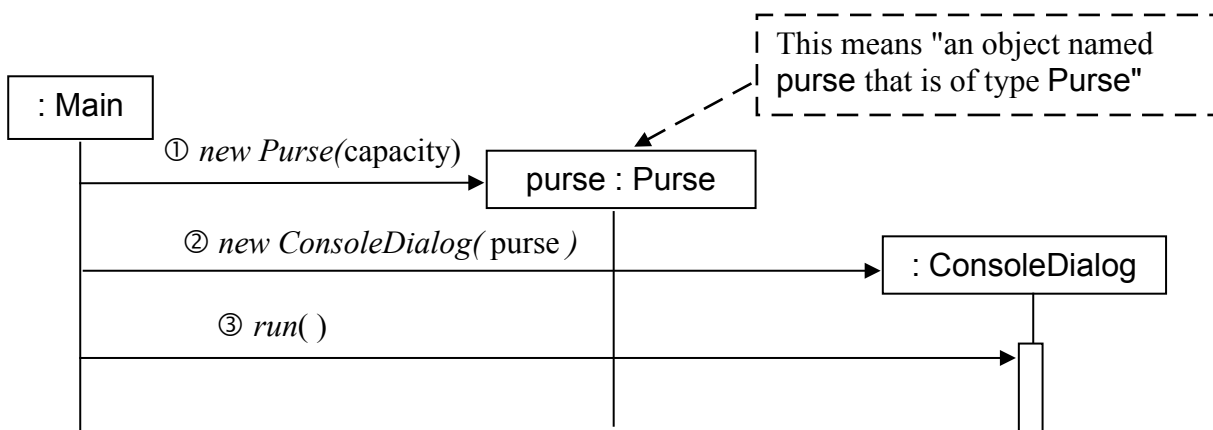 This means "an object named
purse that is of type Purse"
: Main
① new Purse(capacity)
purse : Purse
② new ConsoleDialog( purse )
: ConsoleDialog
③ run( )